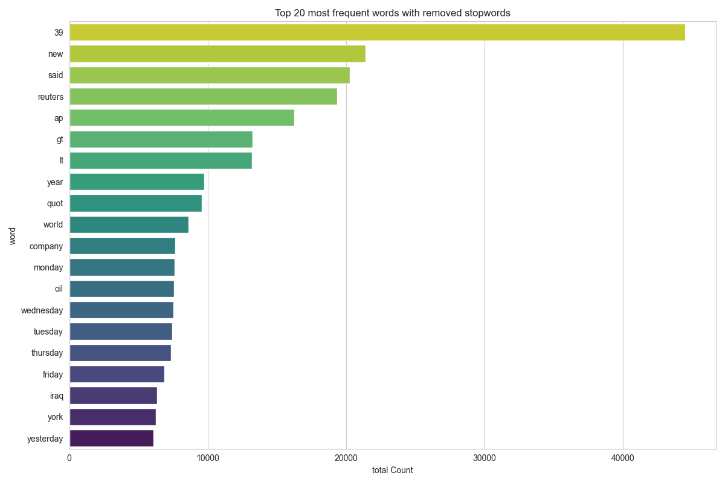 Top 20 most frequent words with removed stopwords
39
new
said
reuters
ap
gt
lt
year
quot
world
company
monday
oil
wednesday
tuesday
thursday
friday
iraq
york
yesterday
word
0 10000 20000 30000 40000
total Count